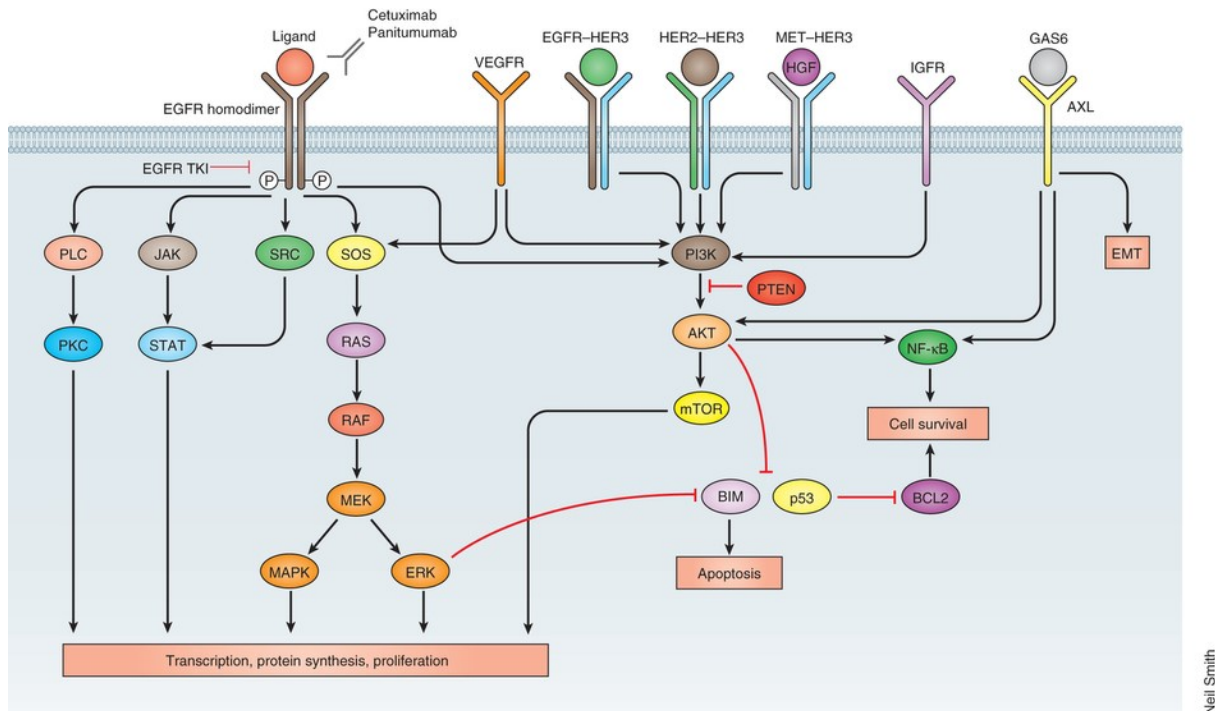 Cetuximab
Panitumumab
Ligand
EGFR–HER3
HER2–HER3
MET–HER3
GAS6
VEGFR
HGF
IGFR
EGFR homodimer
AXL
EGFR TKI
P
P
PLC
JAK
SRC
SOS
PI3K
EMT
PTEN
PKC
STAT
RAS
AKT
NF-κB
mTOR
RAF
Cell survival
MEK
BIM
p53
BCL2
MAPK
ERK
Apoptosis
Transcription, protein synthesis, proliferation
Neil Smith